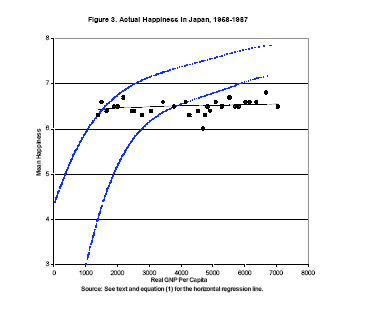 Figure 3. Actual Happiness in Japan, 1958-1987
8
7
6
5
4
3
Mean Happiness
0 1000 2000 3000 4000 5000 6000 7000 8000
Real GNP Per Capita
Source: See text and equation (1) for the horizontal regression line.